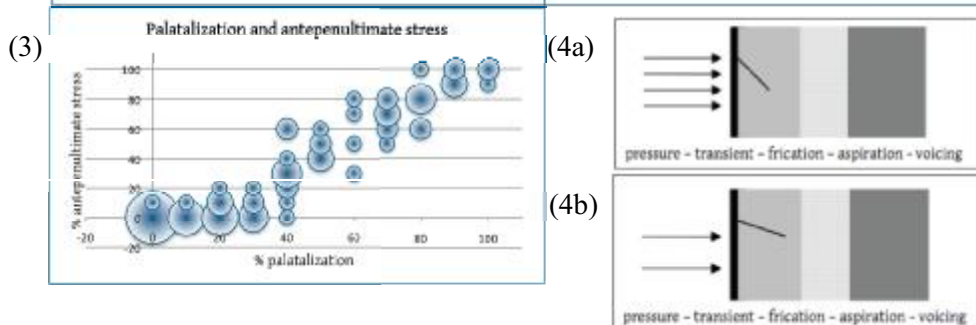 (3)
Palatalization and antepenultimate stress
% antepenultimate stress
100
80
60
40
20
0
-20
-20 0 20 40 60 80 100
% palatalization
(4a)
pressure – transient – frication – aspiration - voicing
(4b)
pressure – transient – frication – aspiration - voicing